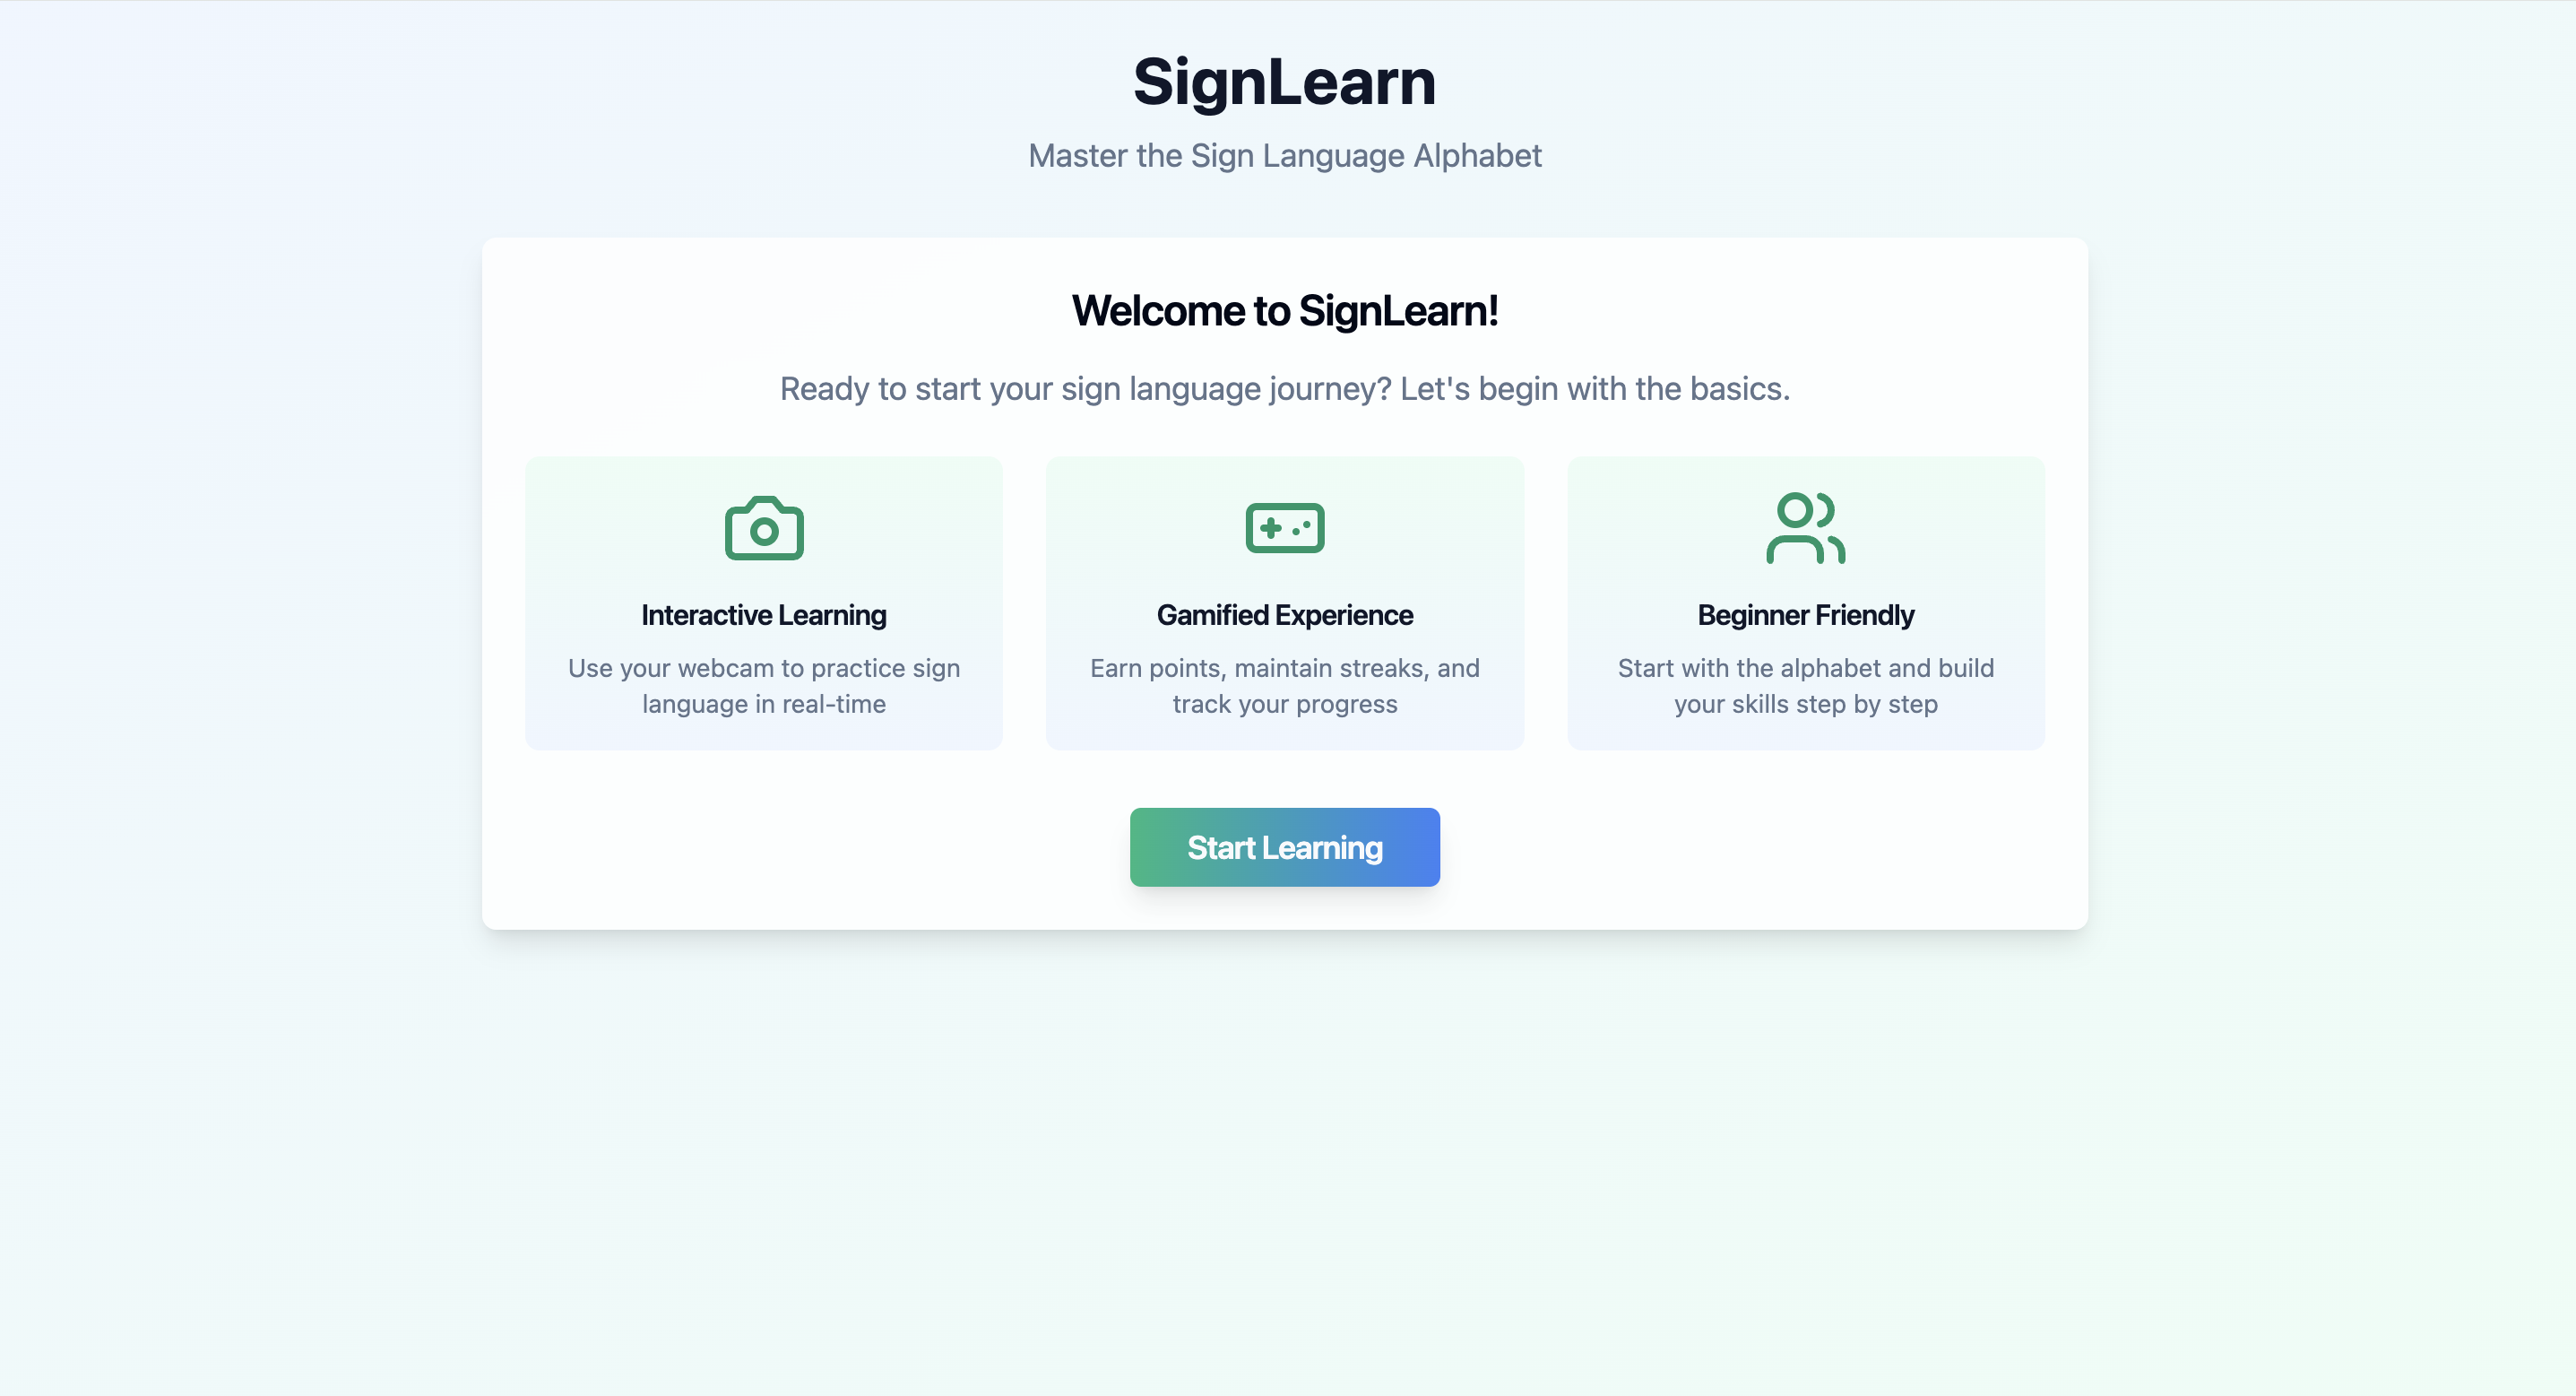 SignLearn
Master the Sign Language Alphabet
Welcome to SignLearn!
Ready to start your sign language journey? Let's begin with the basics.
Interactive Learning
Use your webcam to practice sign
language in real-time
Gamified Experience
Earn points, maintain streaks, and
track your progress
Beginner Friendly
Start with the alphabet and build
your skills step by step
Start Learning